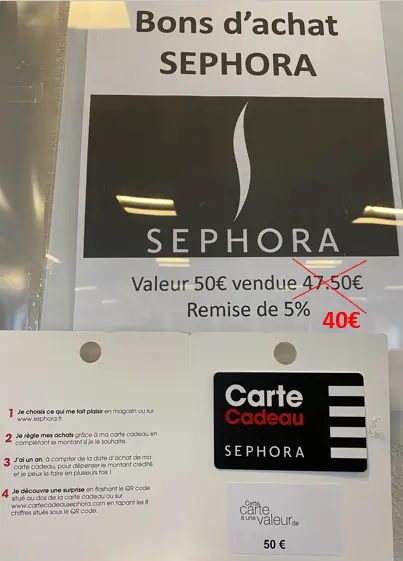 Bons d'achat
SEPHORA
SEPHORA
Valeur 50€ vendue 47.50€
Remise de 5%
40€
1 Je choisis ce qui me fait plaisir en magasin ou sur
www.sephora.fr
2 Je règle mes achats grâce à ma carte cadeau en
complétant le montant si je le souhaite.
3 J'ai un an, à compter de la date d'achat de ma
carte cadeau, pour dépenser le montant crédité
et je peux le faire en plusieurs fois !
4 Je découvre une surprise en flashant le QR code
situé au dos de la carte cadeau ou sur
www.cartecadeausephora.com en tapant les 8
chiffres situés sous le QR code.
Carte
Cadeau
SEPHORA
Cette
carte
a une valeur de
50 €